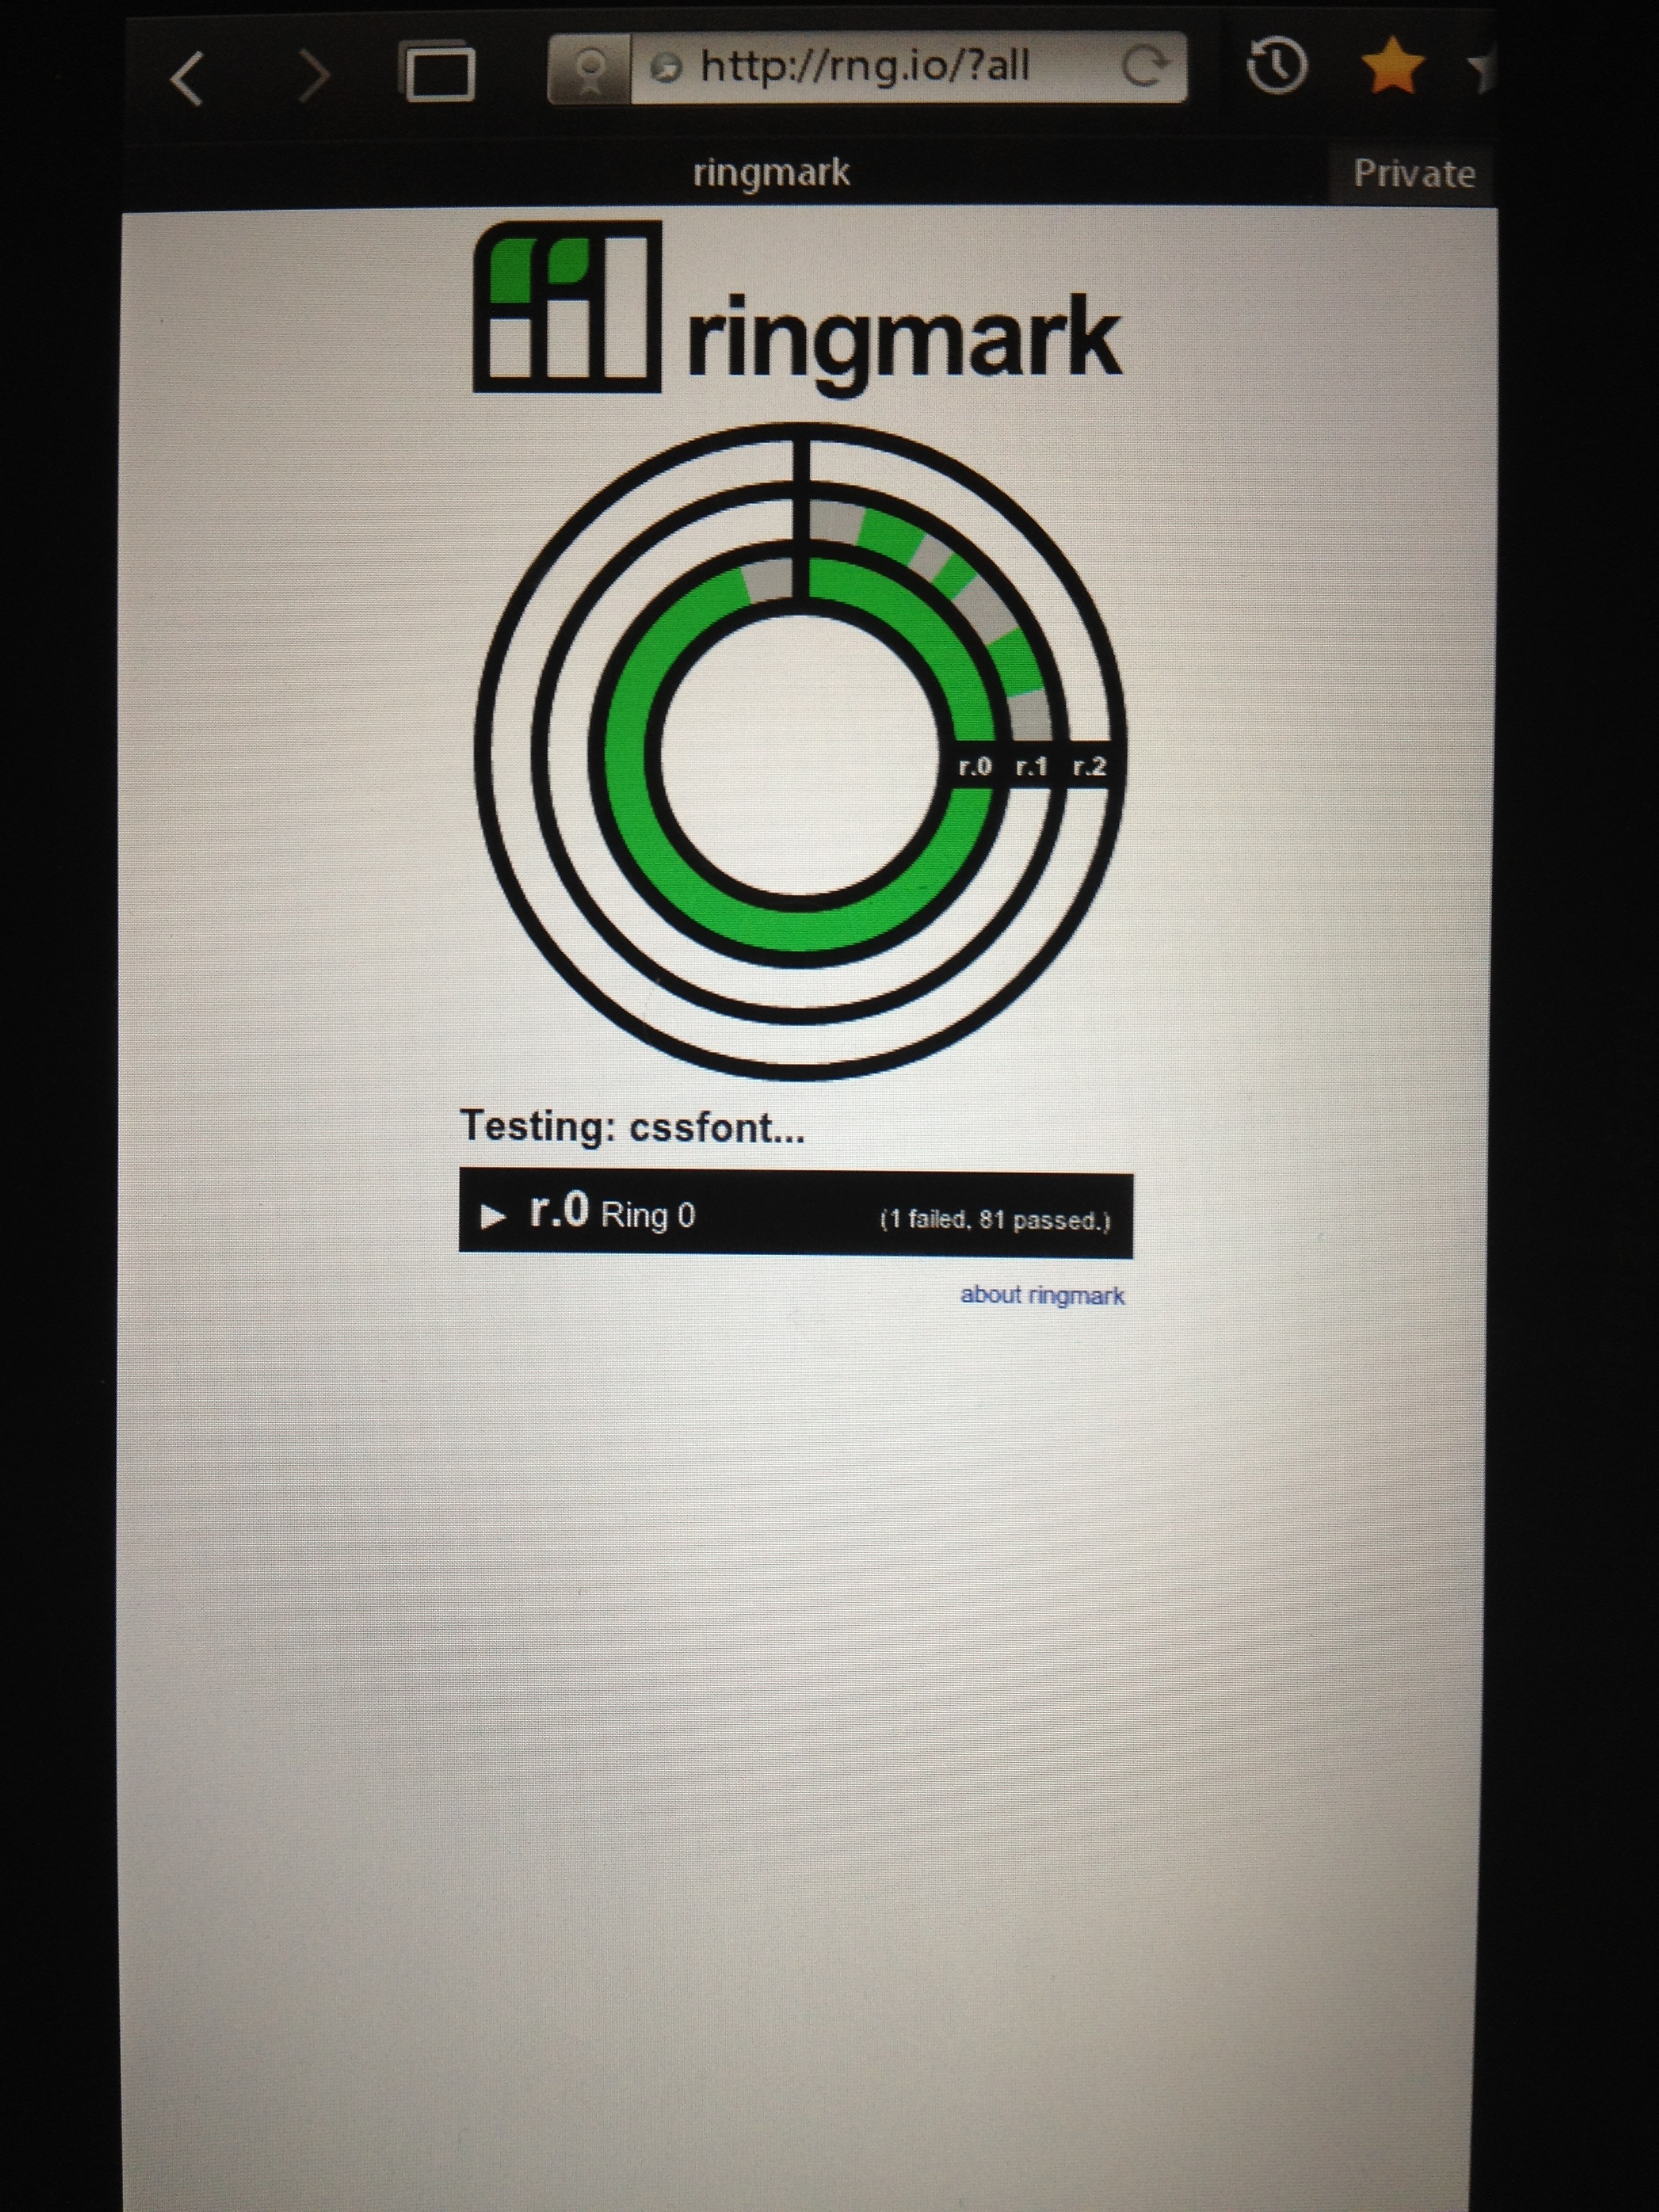 http://rng.io/?all
ringmark
Private
ringmark
r.0 r.1 r.2
Testing: cssfont...
r.0 Ring 0 (1 failed, 81 passed.)
about ringmark